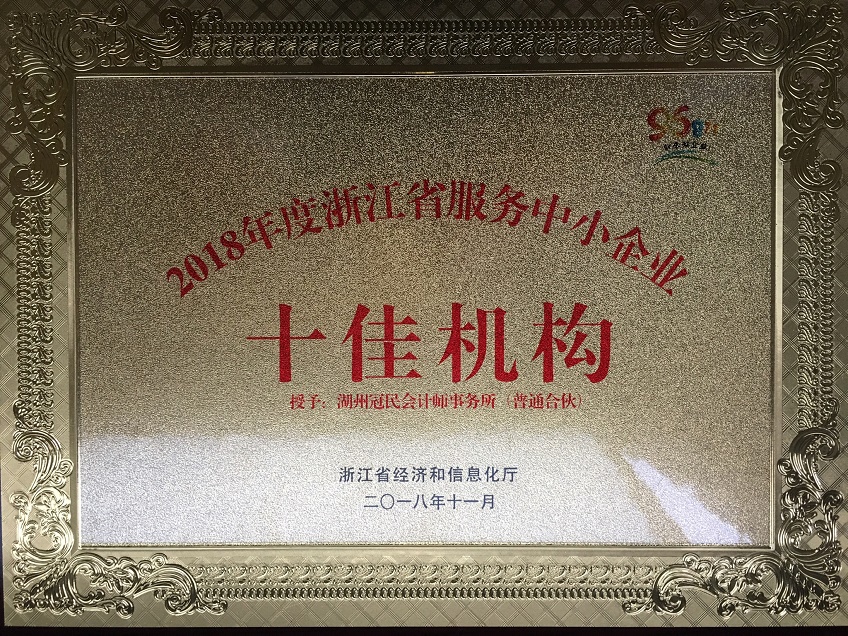 2018年度浙江省服务中小企业
十佳机构
授予：湖州冠民会计师事务所（普通合伙）
浙江省经济和信息化厅
二〇一八年十一月